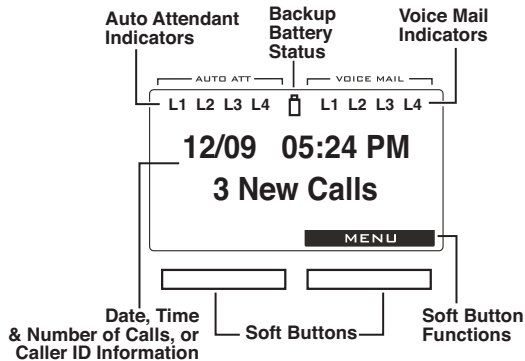 Auto Attendant
Indicators
Backup
Battery
Status
Voice Mail
Indicators
AUTO ATT
VOICE MAIL
L1 L2 L3 L4
L1 L2 L3 L4
12/09 05:24 PM
3 New Calls
MENU
Date, Time
& Number of Calls, or
Caller ID Information
Soft Buttons
Soft Button
Functions